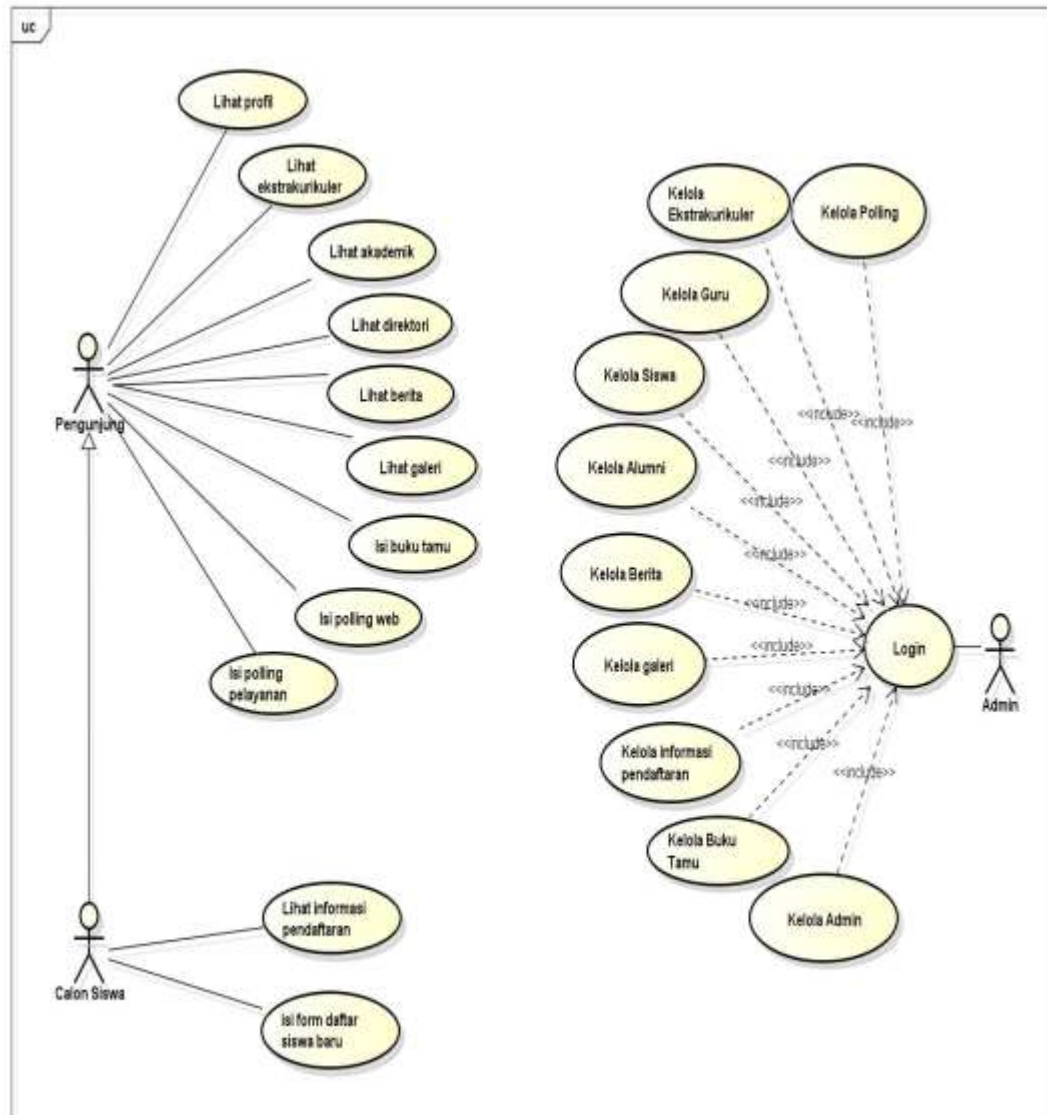 uc
Lihat profil
Lihat
ekstrakurikuler
Lihat akademik
Lihat direktori
Lihat berita
Lihat galeri
Isi buku tamu
Isi polling web
Isi polling
pelayanan
Pengunjung
Lihat informasi
pendaftaran
Isi form daftar
siswa baru
Calon Siswa
Kelola
Ekstrakurikuler
Kelola Polling
Kelola Guru
Kelola Siswa
Kelola Alumni
Kelola Berita
Kelola galeri
Kelola informasi
pendaftaran
Kelola Buku
Tamu
Kelola Admin
<<include>>
<<include>>
<<include>>
<<include>>
<<include>>
<<include>>
<<include>>
<<include>>
<<include>>
<<include>>
Login
Admin